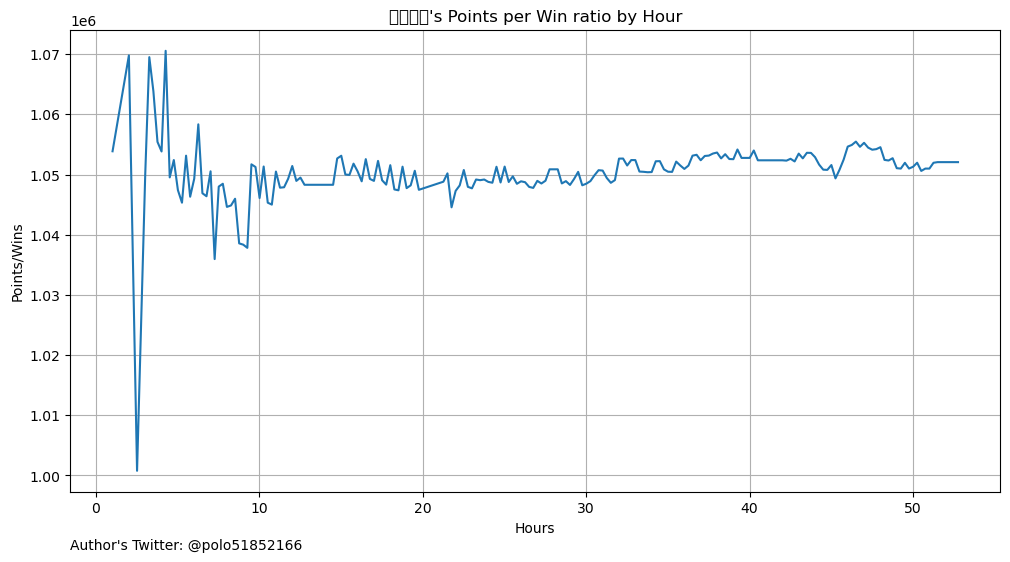 1e6
's Points per Win ratio by Hour
1.07
1.06
1.05
1.04
1.03
1.02
1.01
1.00
Points/Wins
0 10 20 30 40 50
Hours
Author's Twitter: @polo51852166